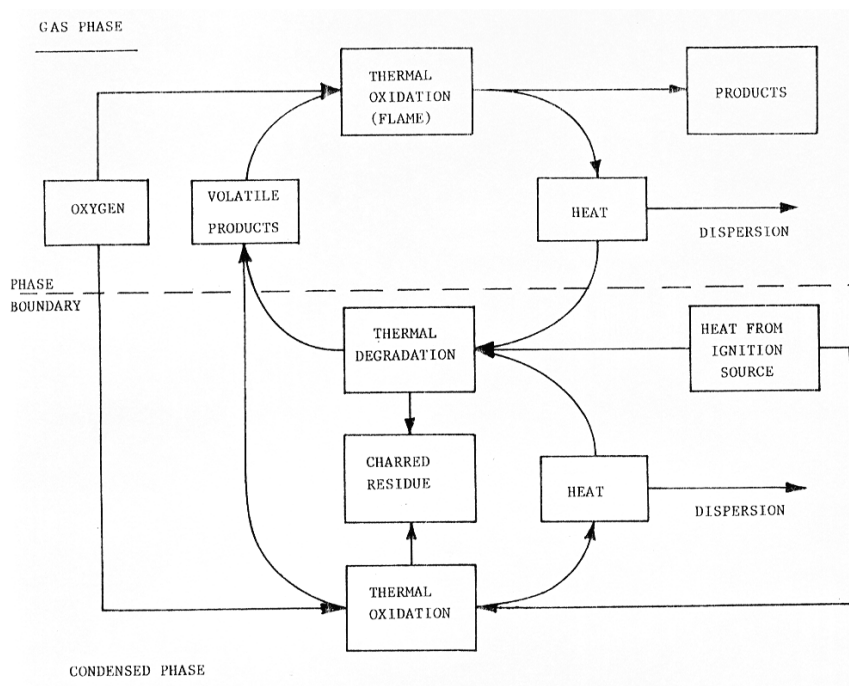 GAS PHASE
THERMAL
OXIDATION
(FLAME)
PRODUCTS
OXYGEN
VOLATILE
PRODUCTS
HEAT
DISPERSION
PHASE
BOUNDARY
THERMAL
DEGRADATION
HEAT FROM
IGNITION
SOURCE
CHARRED
RESIDUE
HEAT
DISPERSION
THERMAL
OXIDATION
CONDENSED PHASE